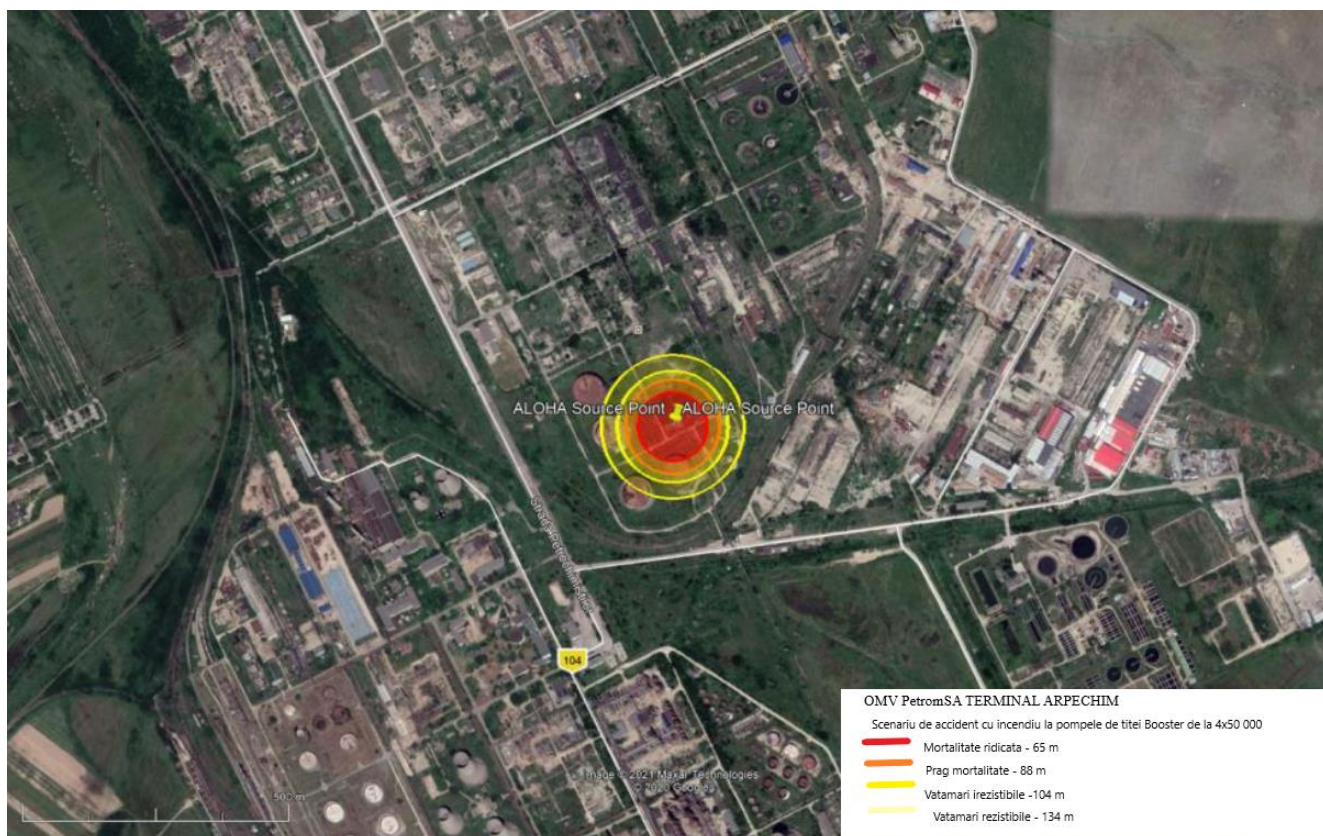 ALOHA Source Point
ALOHA Source Point
Strada Petrochimistilor
104
Image © 2021 Maxar Technologies
© 2020 Google
500 m
OMV PetromSA TERMINAL ARPECHIM
Scenariu de accident cu incendiu la pompele de titei Booster de la 4x50 000
Mortalitate ridicata - 65 m
Prag mortalitate - 88 m
Vatamari irezistibile -104 m
Vatamari rezistibile - 134 m